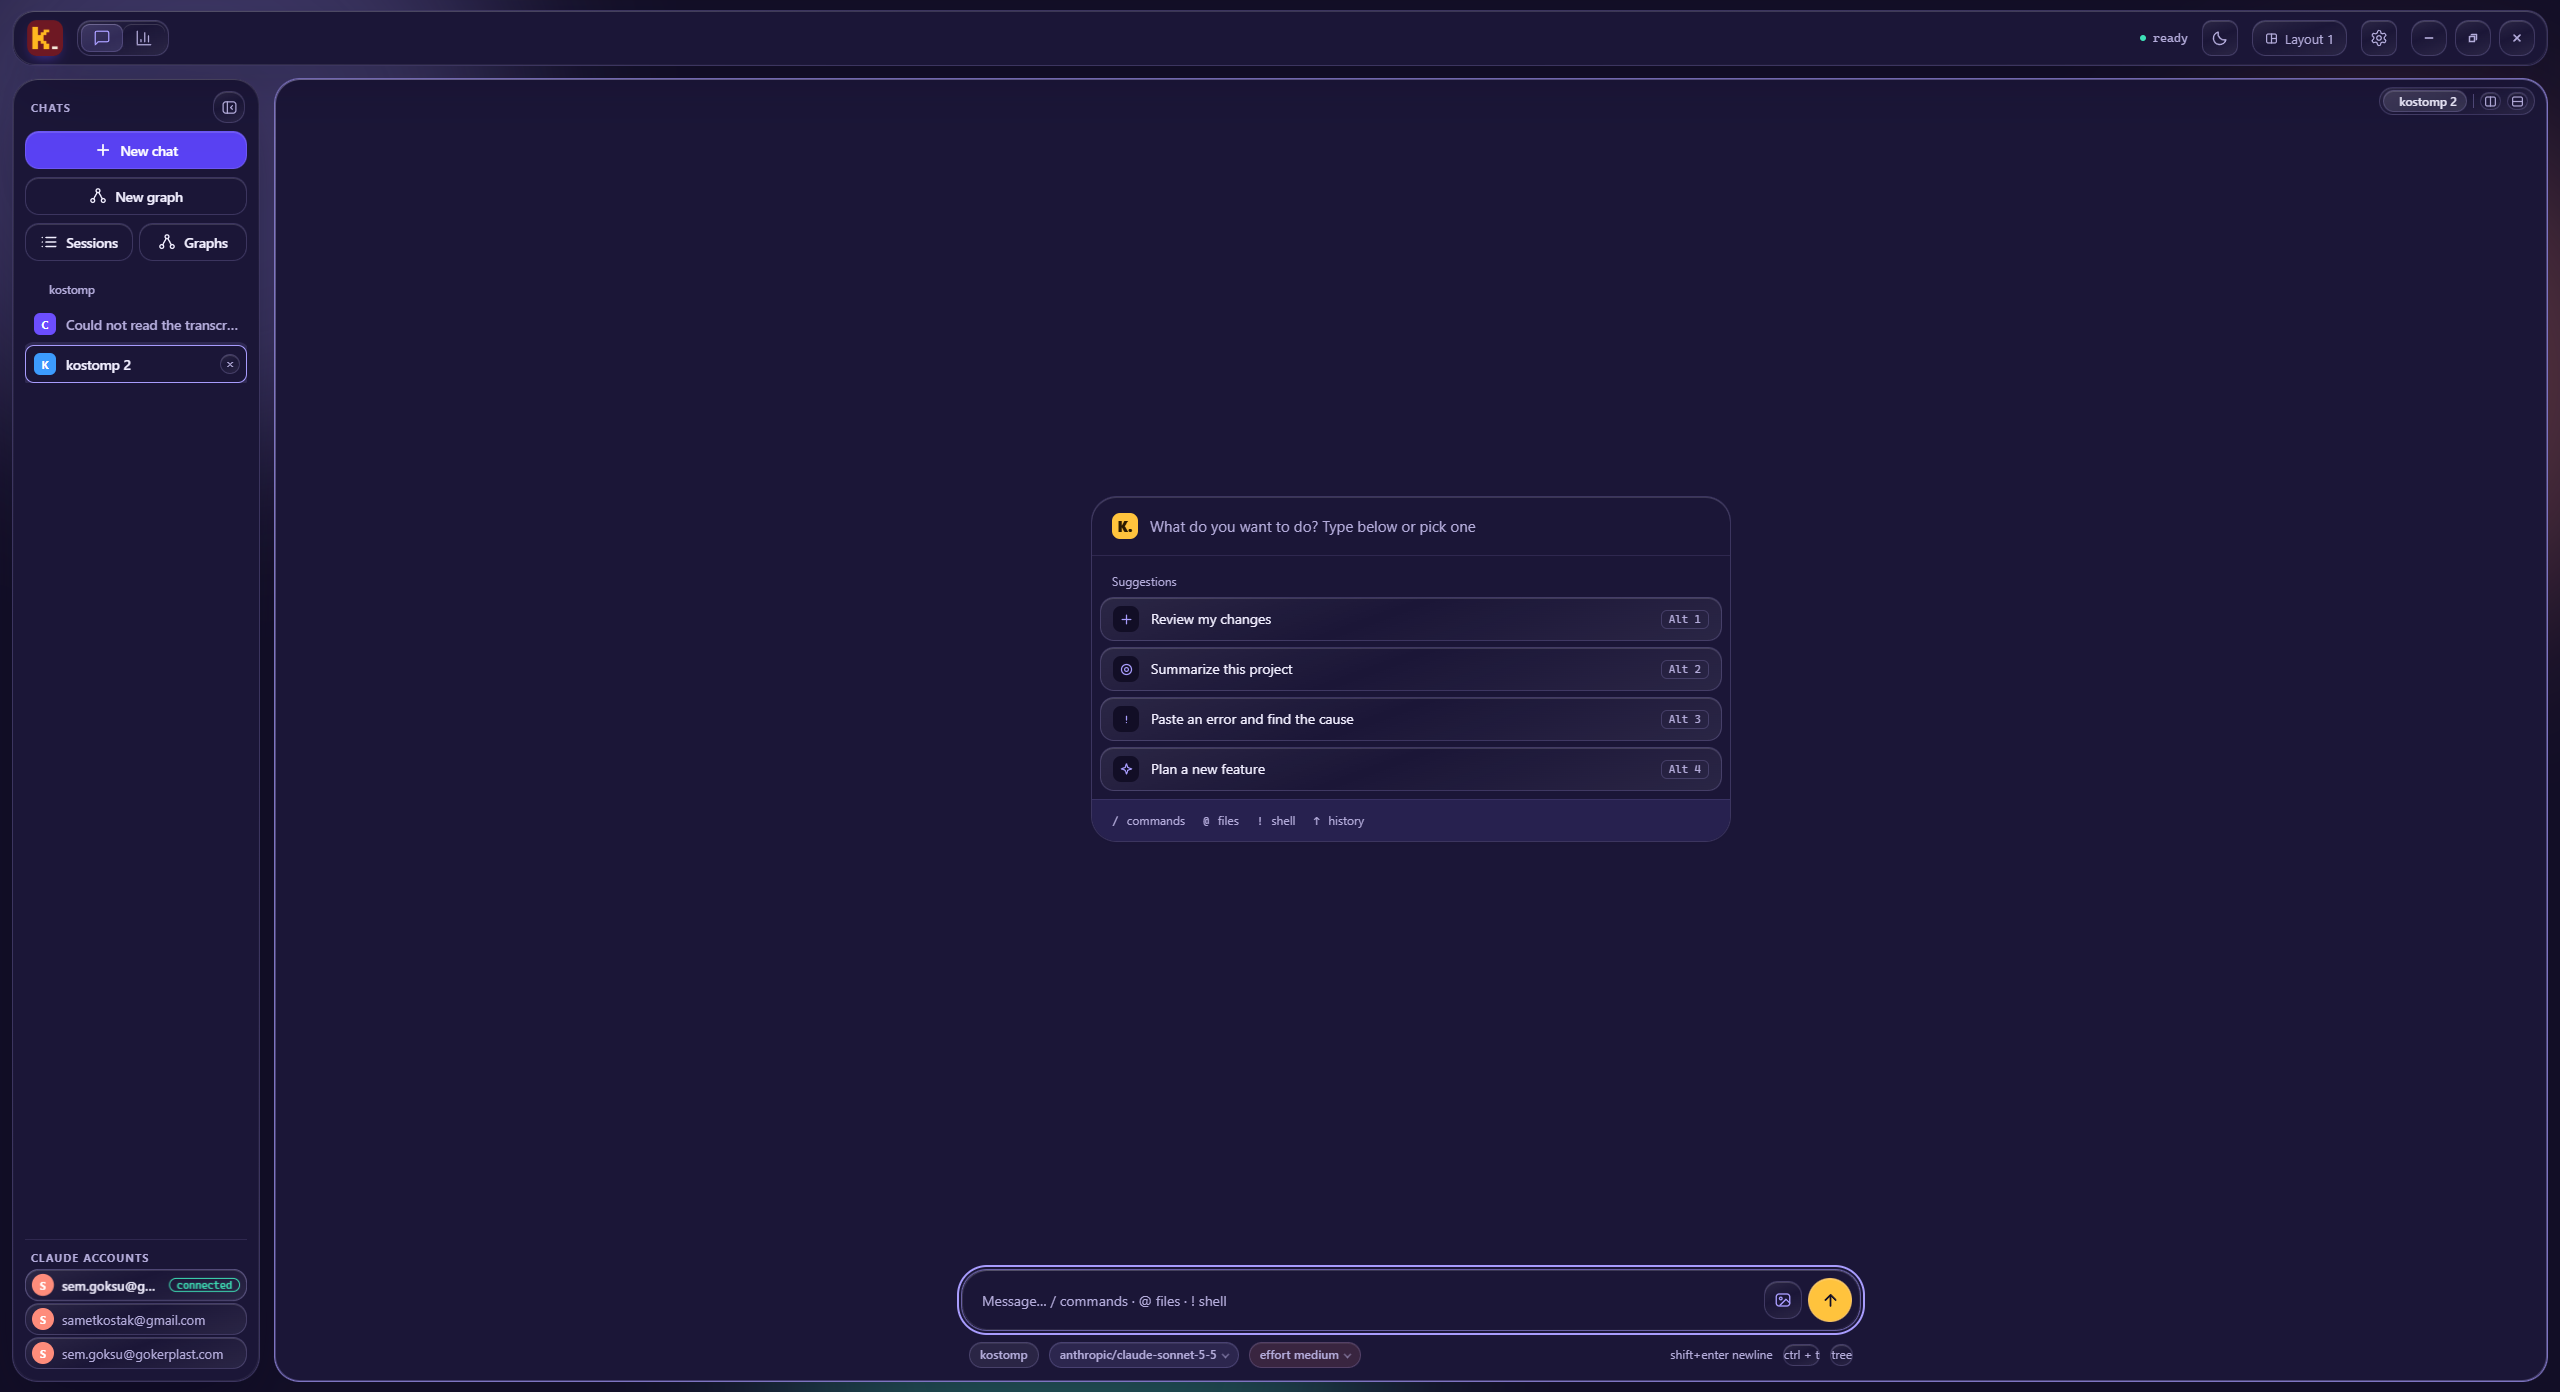 K.
ready
Layout 1
CHATS
New chat
New graph
Sessions
Graphs
kostomp
C Could not read the transcr...
K kostomp 2
kostomp 2
K. What do you want to do? Type below or pick one
Suggestions
Review my changes Alt 1
Summarize this project Alt 2
! Paste an error and find the cause Alt 3
Plan a new feature Alt 4
/ commands @ files ! shell ↑ history
CLAUDE ACCOUNTS
S sem.goksu@g... connected
S sametkostak@gmail.com
S sem.goksu@gokerplast.com
Message... / commands · @ files · ! shell
kostomp anthropic/claude-sonnet-5-5 effort medium
shift+enter newline ctrl + t tree